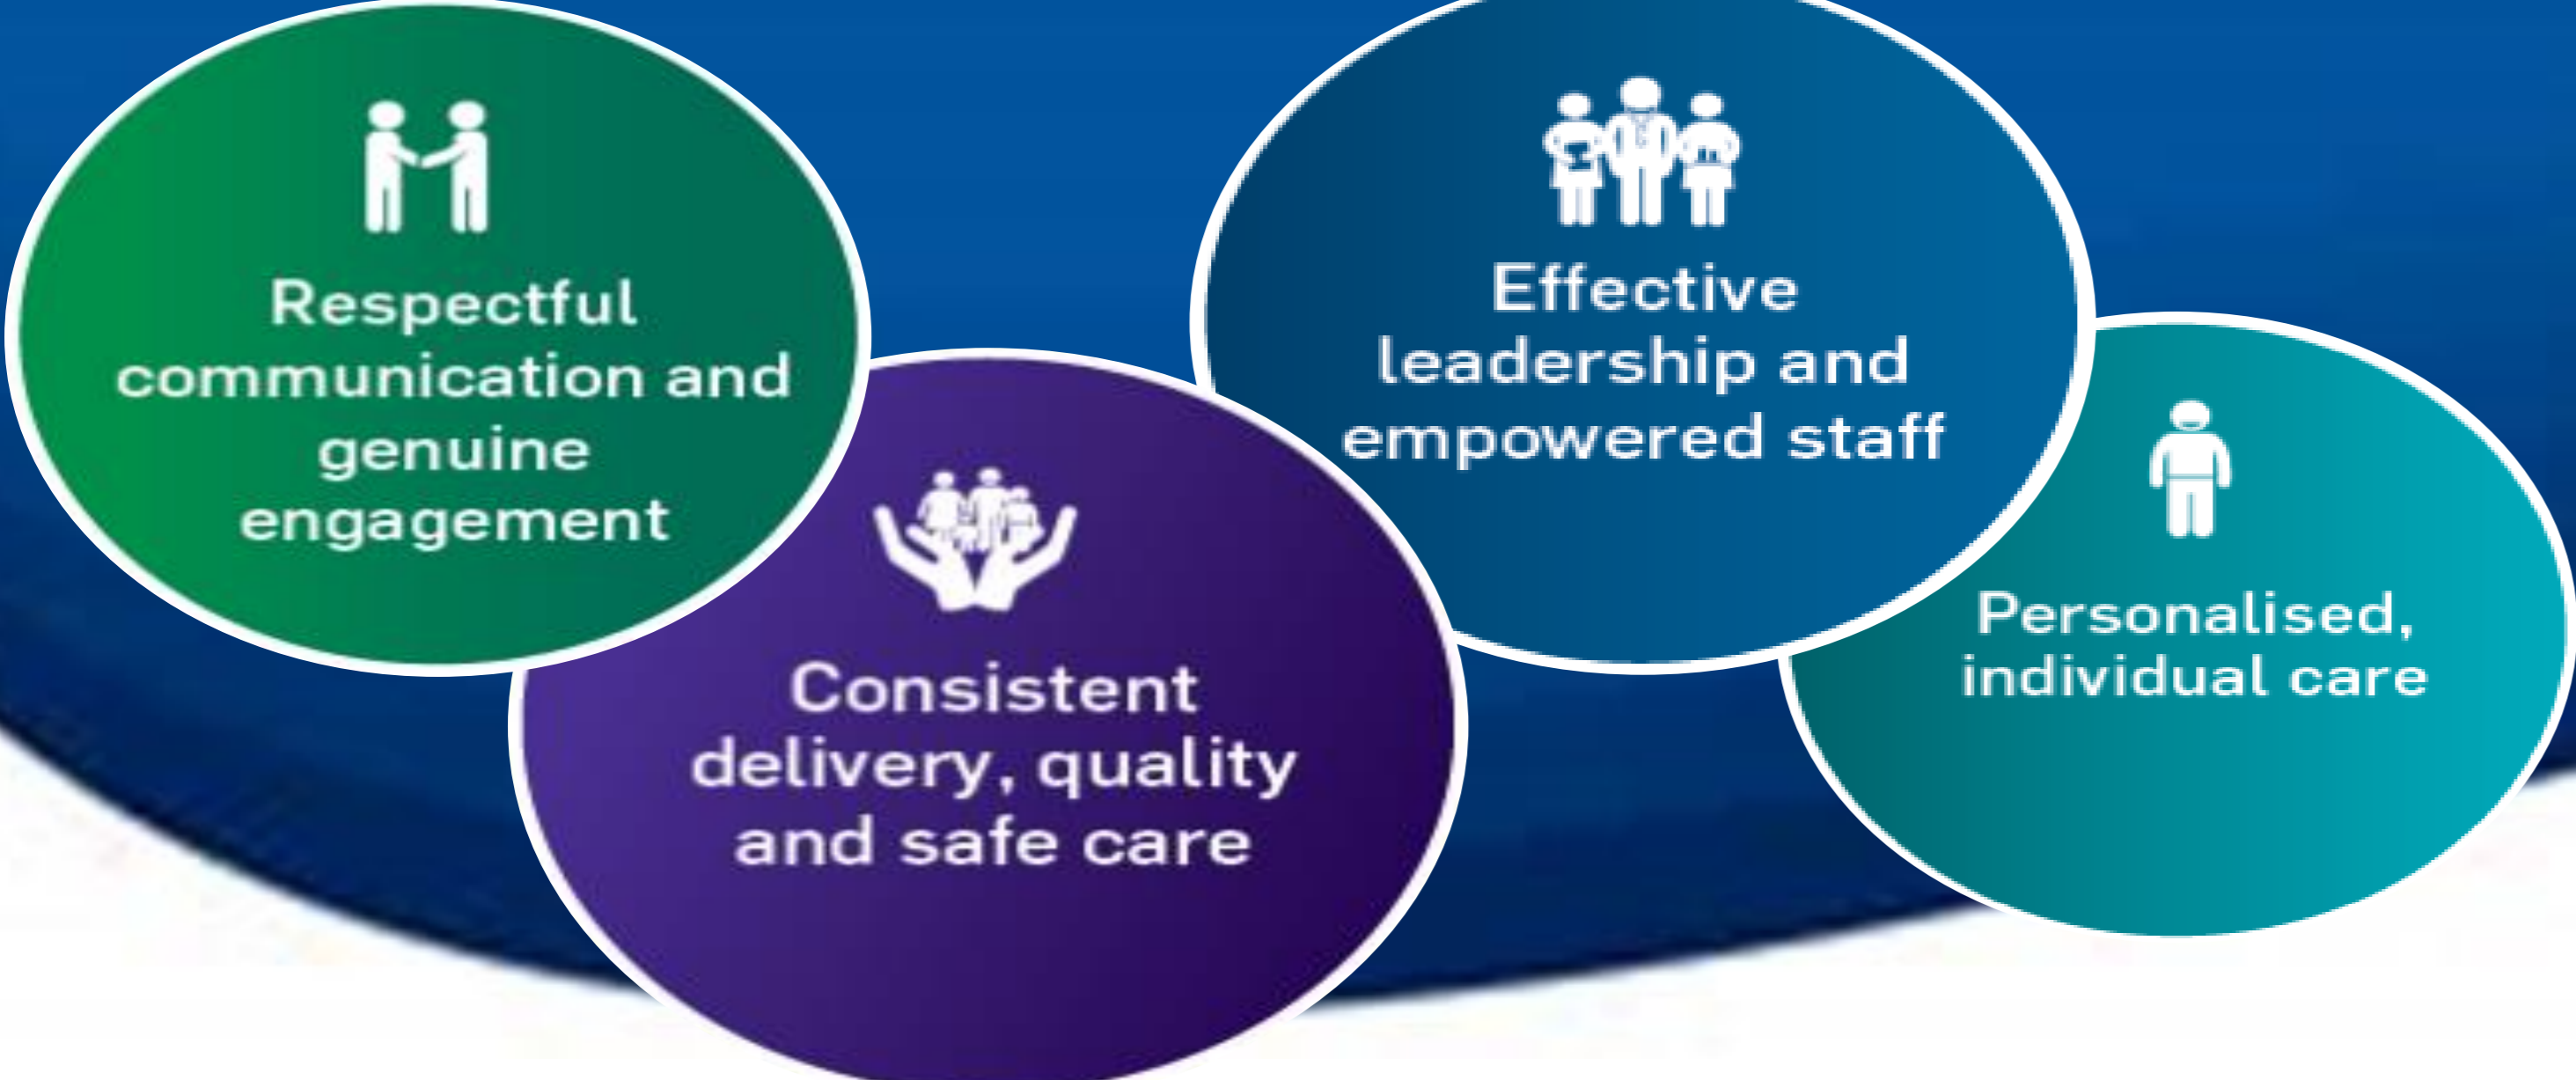 Respectful
communication and
genuine
engagement
Consistent
delivery, quality
and safe care
Effective
leadership and
empowered staff
Personalised,
individual care